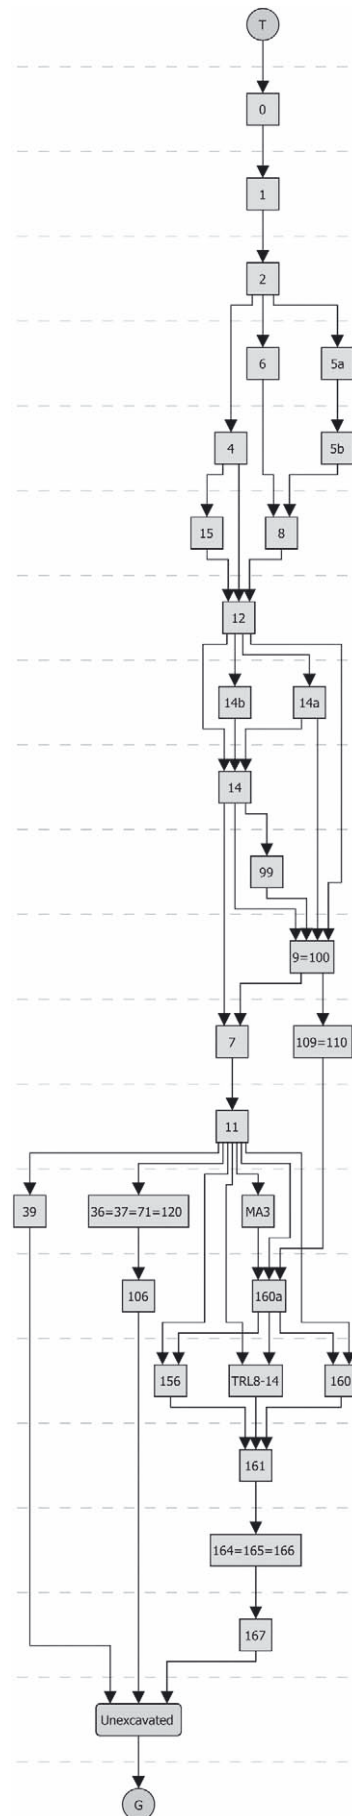 T
0
1
2
6 5a
4 5b
15 8
12
14b 14a
14
99
9=100
7 109=110
11
39 36=37=71=120 MA3
106 160a
156 TRL8-14 160
161
164=165=166
167
Unexcavated
G